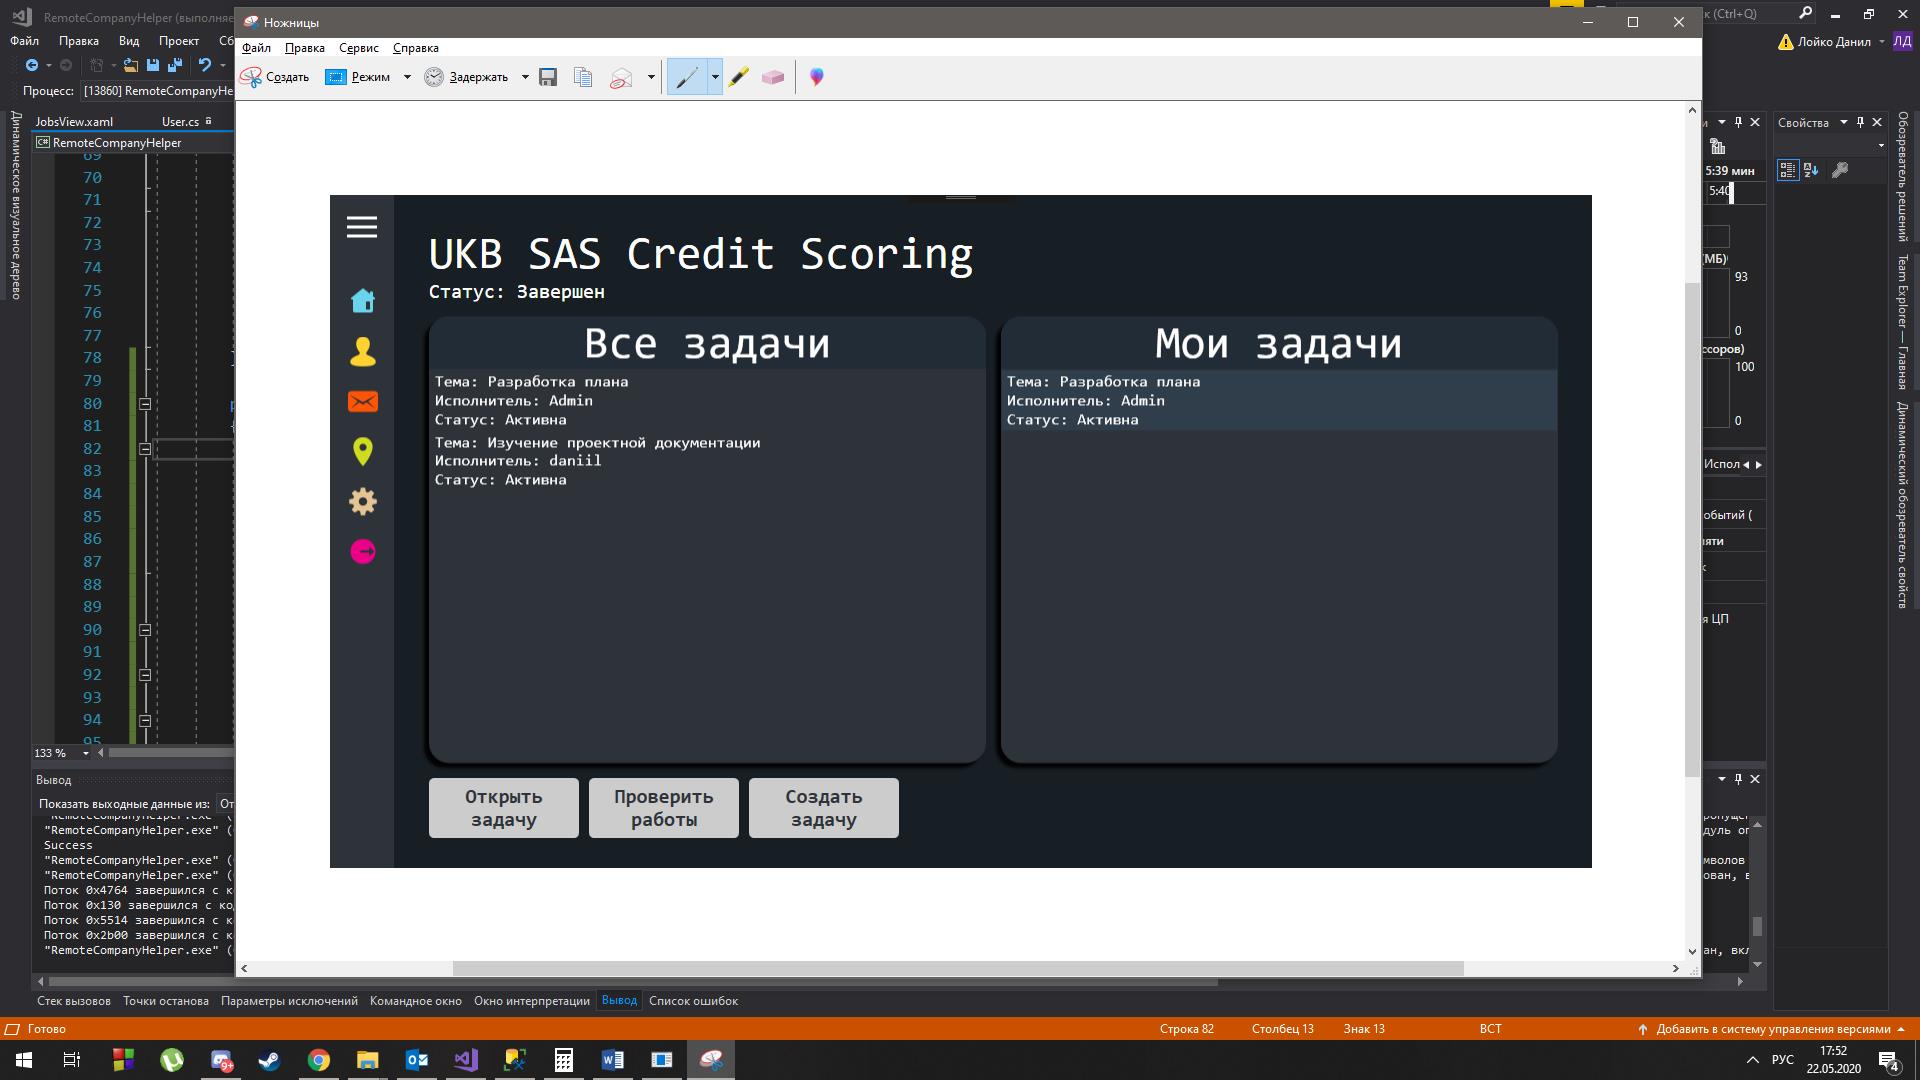 RemoteCompanyHelper (выполняе
(Ctrl+Q)
Файл Правка Вид Проект Сб
Лойко Данил ЛД
Процесс: [13860] RemoteCompanyHe
JobsView.xaml User.cs
RemoteCompanyHelper
Динамическое визуальное дерево
69
70
71
72
73
74
75
76
77
78
79
80
81
82
83
84
85
86
87
88
89
90
91
92
93
94
95
133 %
Ножницы
Файл Правка Сервис Справка
Создать Режим Задержать
UKB SAS Credit Scoring
Статус: Завершен
Все задачи
Тема: Разработка плана
Исполнитель: Admin
Статус: Активна
Тема: Изучение проектной документации
Исполнитель: daniil
Статус: Активна
Мои задачи
Тема: Разработка плана
Исполнитель: Admin
Статус: Активна
Открыть
задачу
Проверить
работы
Создать
задачу
5:39 мин
5:40
(МБ)
93
0
ссоров)
100
0
Испол
обытий (
яти
я ЦП
Свойства
Обозреватель решений
Team Explorer — Главная
Динамический обозреватель свойств
Вывод
Показать выходные данные из: От
"RemoteCompanyHelper.exe" (
"RemoteCompanyHelper.exe" (
Success
"RemoteCompanyHelper.exe" (
"RemoteCompanyHelper.exe" (
Поток 0x4764 завершился с к
Поток 0x130 завершился с ко
Поток 0x5514 завершился с к
Поток 0x2b00 завершился с к
"RemoteCompanyHelper.exe" (
дуль оп
мволов
ован, в
ан, вкл
Стек вызовов Точки останова Параметры исключений Командное окно Окно интерпретации Вывод Список ошибок
Готово Строка 82 Столбец 13 Знак 13 ВСТ Добавить в систему управления версиями
9+
РУС
17:52
22.05.2020
4